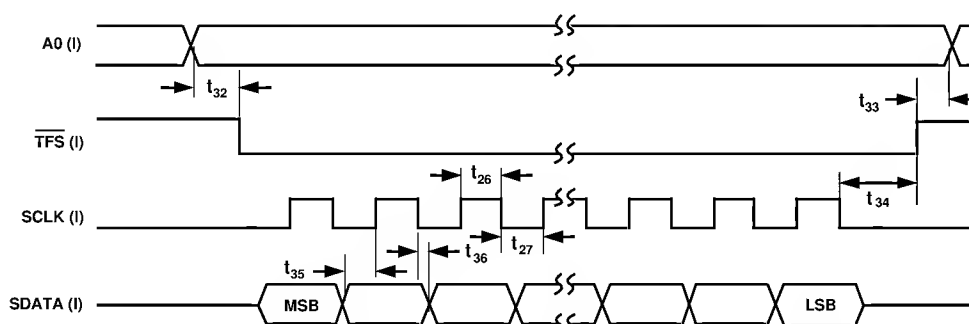 A0 (I)
t32
t33
TFS (I)
t26
t34
SCLK (I)
t27
t36
t35
SDATA (I)
MSB
LSB